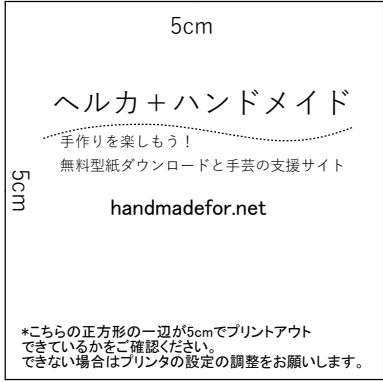 5cm
ヘルカ＋ハンドメイド
手作りを楽しもう！
無料型紙ダウンロードと手芸の支援サイト
5cm
handmadefor.net
*こちらの正方形の一辺が5cmでプリントアウト
できているかをご確認ください。
できない場合はプリンタの設定の調整をお願いします。